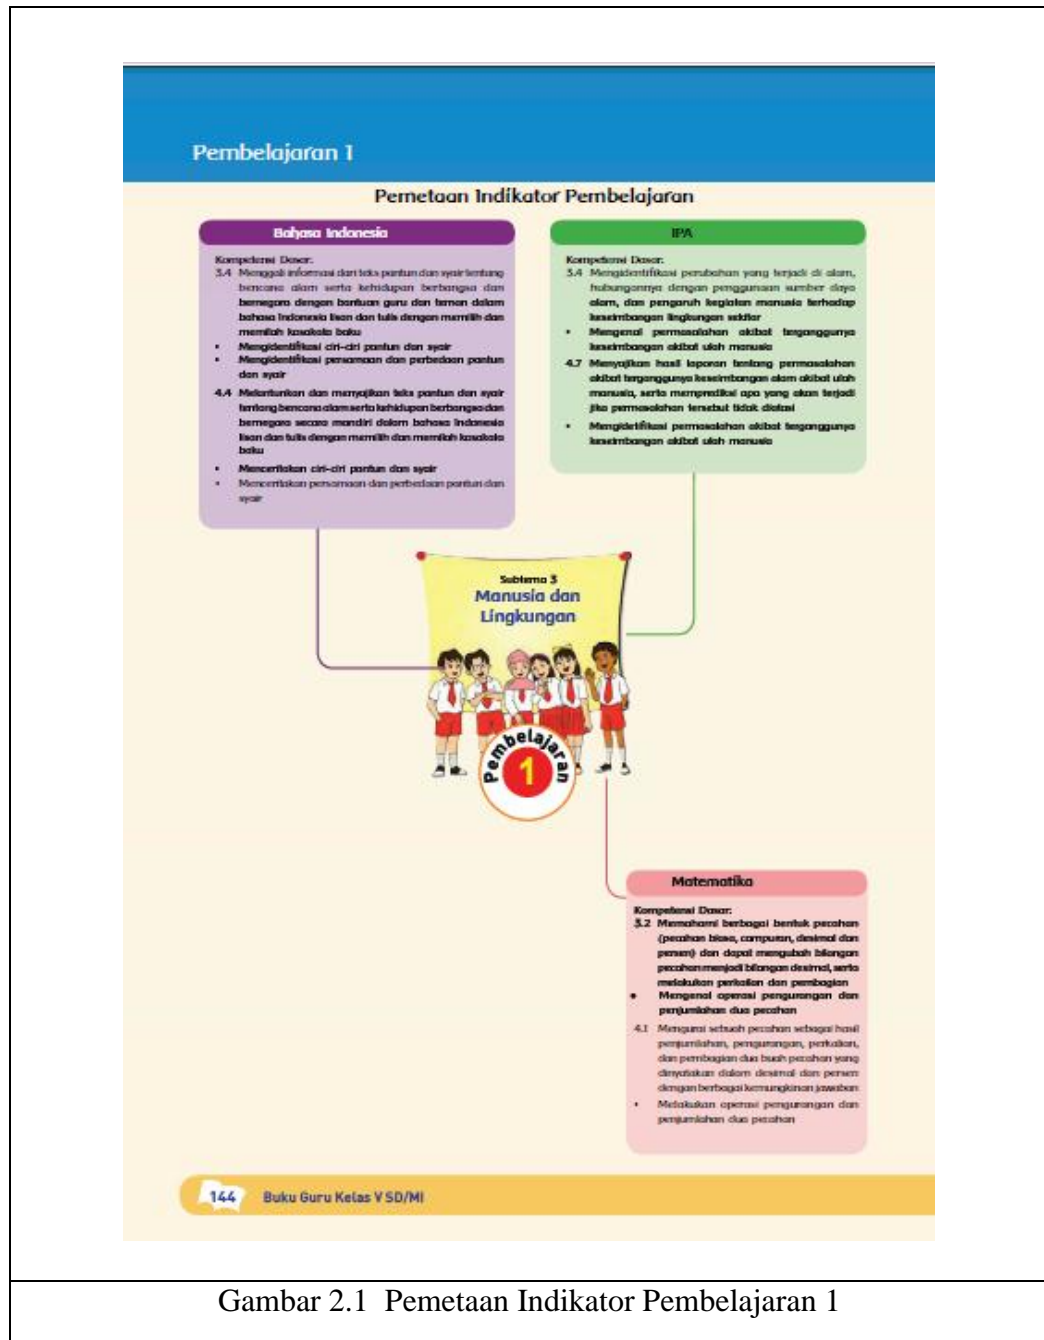 Pembelajaran 1
Pemetaan Indikator Pembelajaran
Bahasa Indonesia
Kompetensi Dasar:
3.4 Menggali informasi dari teks pantun dan syair tentang
bencana alam serta kehidupan berbangsa dan
bernegara dengan bantuan guru dan teman dalam
bahasa Indonesia lisan dan tulis dengan memilih dan
memilah kosakata baku
• Mengidentifikasi ciri-ciri pantun dan syair
• Mengidentifikasi persamaan dan perbedaan pantun
dan syair
4.4 Melantunkan dan menyajikan teks pantun dan syair
tentang bencana alam serta kehidupan berbangsa dan
bernegara secara mandiri dalam bahasa Indonesia
lisan dan tulis dengan memilih dan memilah kosakata
baku
• Menceritakan ciri-ciri pantun dan syair
• Menceritakan persamaan dan perbedaan pantun dan
syair
IPA
Kompetensi Dasar:
3.4 Mengidentifikasi perubahan yang terjadi di alam,
hubungannya dengan penggunaan sumber daya
alam, dan pengaruh kegiatan manusia terhadap
keseimbangan lingkungan sekitar
• Mengenal permasalahan akibat terganggunya
keseimbangan akibat ulah manusia
4.7 Menyajikan hasil laporan tentang permasalahan
akibat terganggunya keseimbangan alam akibat ulah
manusia, serta memprediksi apa yang akan terjadi
jika permasalahan tersebut tidak diatasi
• Mengidetifikasi permasalahan akibat terganggunya
keseimbangan akibat ulah manusia
Subtema 3
Manusia dan
Lingkungan
Pembelajaran
1
Matematika
Kompetensi Dasar:
3.2 Memahami berbagai bentuk pecahan
(pecahan biasa, campuran, desimal dan
persen) dan dapat mengubah bilangan
pecahan menjadi bilangan desimal, serta
melakukan perkalian dan pembagian
• Mengenal operasi pengurangan dan
penjumlahan dua pecahan
4.1 Mengurai sebuah pecahan sebagai hasil
penjumlahan, pengurangan, perkalian,
dan pembagian dua buah pecahan yang
dinyatakan dalam desimal dan persen
dengan berbagai kemungkinan jawaban
• Melakukan operasi pengurangan dan
penjumlahan dua pecahan
144 Buku Guru Kelas V SD/MI
Gambar 2.1 Pemetaan Indikator Pembelajaran 1